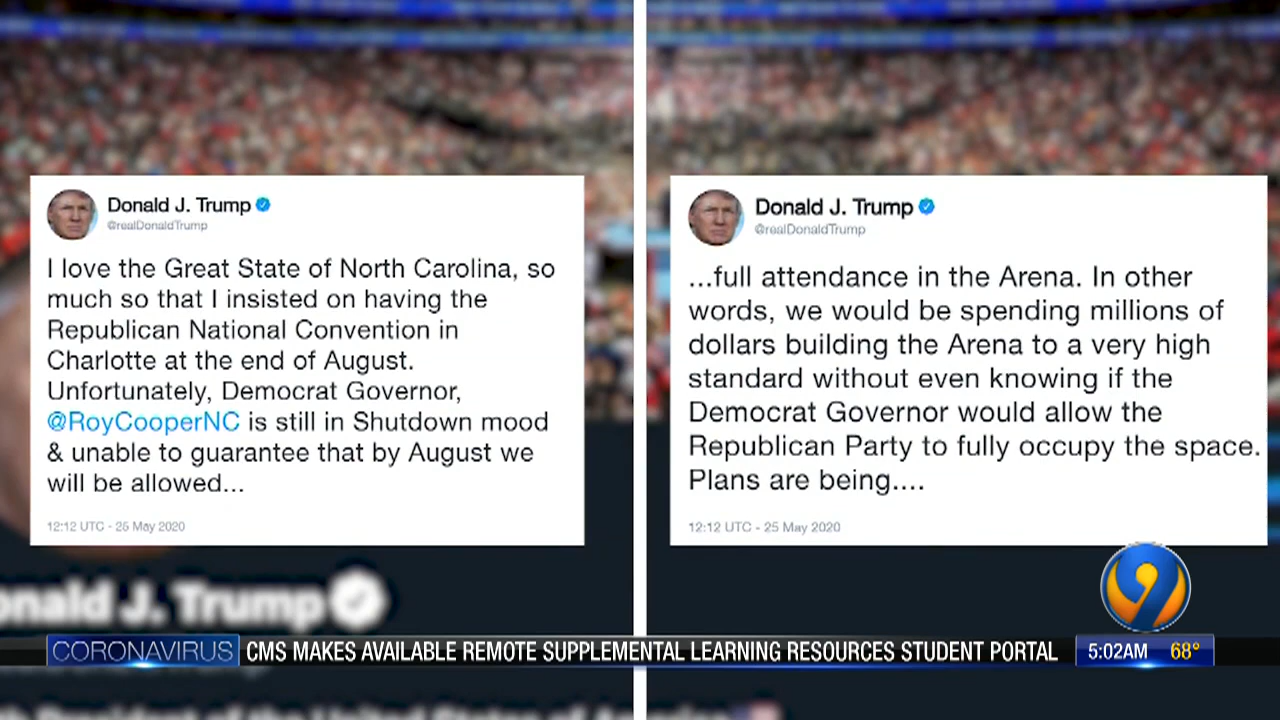 Donald J. Trump
@realDonaldTrump
I love the Great State of North Carolina, so
much so that I insisted on having the
Republican National Convention in
Charlotte at the end of August.
Unfortunately, Democrat Governor,
@RoyCooperNC is still in Shutdown mood
& unable to guarantee that by August we
will be allowed...
12:12 UTC - 25 May 2020
Donald J. Trump
@realDonaldTrump
...full attendance in the Arena. In other
words, we would be spending millions of
dollars building the Arena to a very high
standard without even knowing if the
Democrat Governor would allow the
Republican Party to fully occupy the space.
Plans are being....
12:12 UTC - 25 May 2020
onald J. Trump
9
CORONAVIRUS CMS MAKES AVAILABLE REMOTE SUPPLEMENTAL LEARNING RESOURCES STUDENT PORTAL 5:02AM 68°